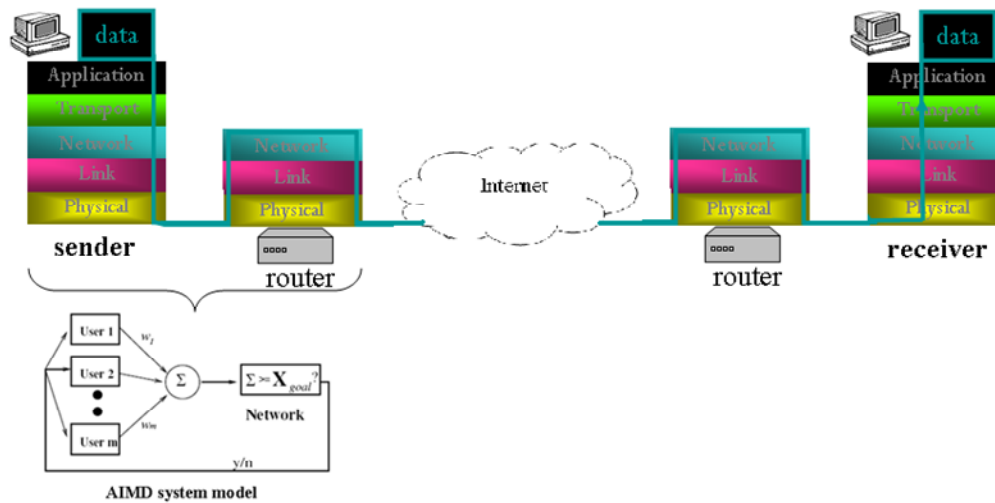 data
Application
Transport
Network
Link
Physical
sender
Network
Link
Physical
router
Internet
Network
Link
Physical
router
data
Application
Transport
Network
Link
Physical
receiver
User 1
User 2
User m
w1
wm
Σ
Σ > Xgoal?
Network
y/n
AIMD system model